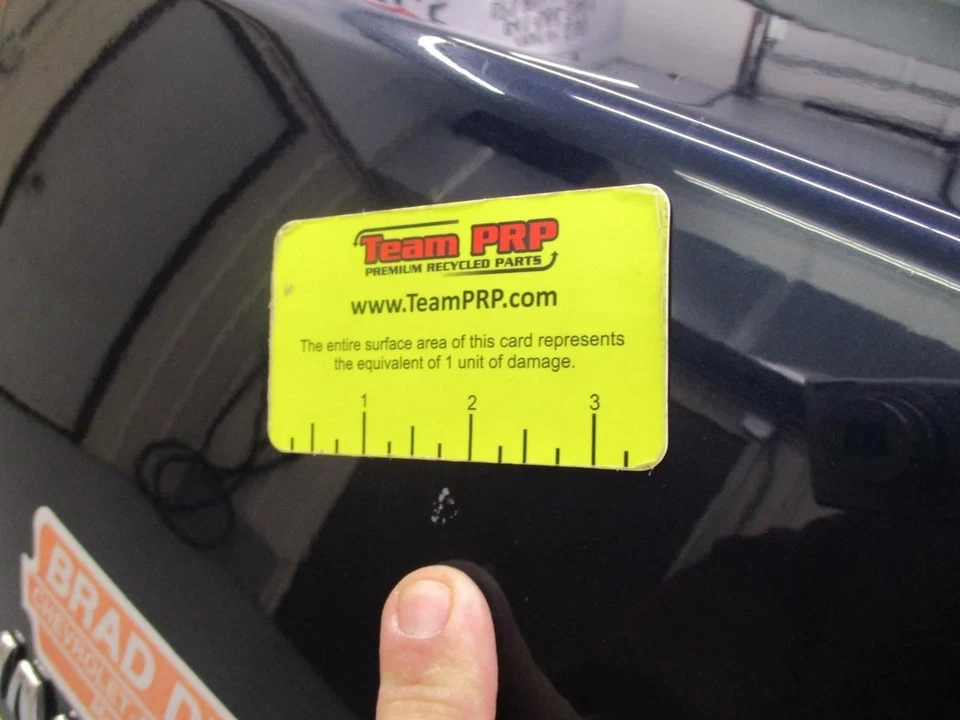 Team PRP
PREMIUM RECYCLED PARTS
www.TeamPRP.com
The entire surface area of this card represents
the equivalent of 1 unit of damage.
1 2 3
BRAD D
CHEVROLET